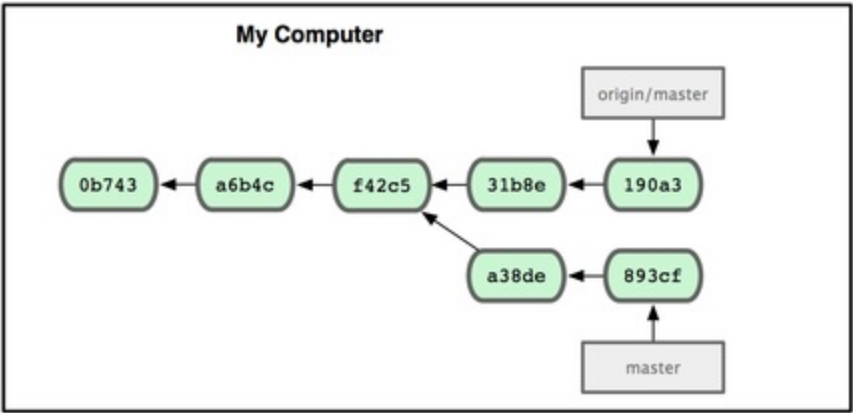 My Computer
origin/master
0b743 a6b4c f42c5 31b8e 190a3
a38de 893cf
master